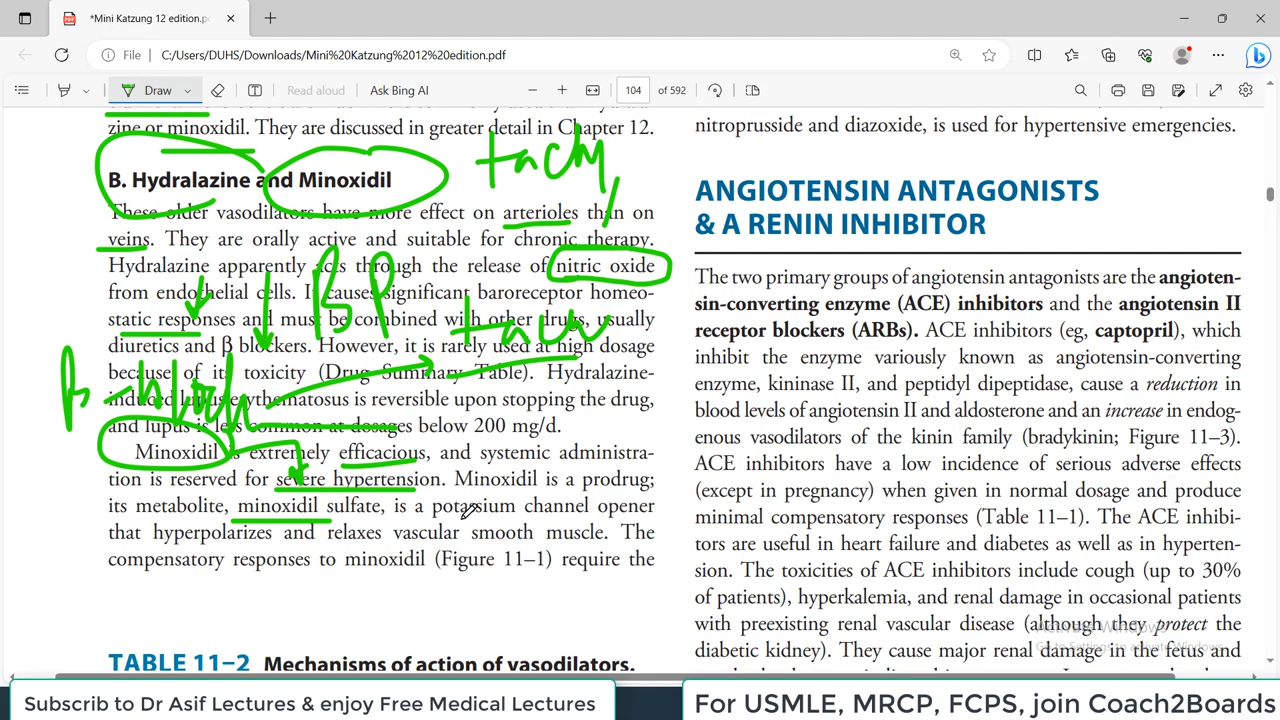 *Mini Katzung 12 edition.p
File
C:/Users/DUHS/Downloads/Mini%20Katzung%2012%20edition.pdf
Draw
Read aloud
Ask Bing AI
104
of 592
zine or minoxidil. They are discussed in greater detail in Chapter 12.
B. Hydralazine and Minoxidil
These older vasodilators have more effect on arterioles than on
veins. They are orally active and suitable for chronic therapy.
Hydralazine apparently acts through the release of nitric oxide
from endothelial cells. It causes significant baroreceptor homeo-
static responses and must be combined with other drugs, usually
diuretics and β blockers. However, it is rarely used at high dosage
because of its toxicity (Drug Summary Table). Hydralazine-
induced lupus erythematosus is reversible upon stopping the drug,
and lupus is less common at dosages below 200 mg/d.
Minoxidil is extremely efficacious, and systemic administra-
tion is reserved for severe hypertension. Minoxidil is a prodrug;
its metabolite, minoxidil sulfate, is a potassium channel opener
that hyperpolarizes and relaxes vascular smooth muscle. The
compensatory responses to minoxidil (Figure 11–1) require the
TABLE 11–2 Mechanisms of action of vasodilators.
tachy
BP
nitroprusside and diazoxide, is used for hypertensive emergencies.
ANGIOTENSIN ANTAGONISTS
& A RENIN INHIBITOR
The two primary groups of angiotensin antagonists are the angioten-
sin-converting enzyme (ACE) inhibitors and the angiotensin II
receptor blockers (ARBs). ACE inhibitors (eg, captopril), which
inhibit the enzyme variously known as angiotensin-converting
enzyme, kininase II, and peptidyl dipeptidase, cause a reduction in
blood levels of angiotensin II and aldosterone and an increase in endog-
enous vasodilators of the kinin family (bradykinin; Figure 11–3).
ACE inhibitors have a low incidence of serious adverse effects
(except in pregnancy) when given in normal dosage and produce
minimal compensatory responses (Table 11–1). The ACE inhibi-
tors are useful in heart failure and diabetes as well as in hyperten-
sion. The toxicities of ACE inhibitors include cough (up to 30%
of patients), hyperkalemia, and renal damage in occasional patients
with preexisting renal vascular disease (although they protect the
diabetic kidney). They cause major renal damage in the fetus and
Activate Windows
Go to Settings to activate Windows.
Subscrib to Dr Asif Lectures & enjoy Free Medical Lectures
For USMLE, MRCP, FCPS, join Coach2Boards